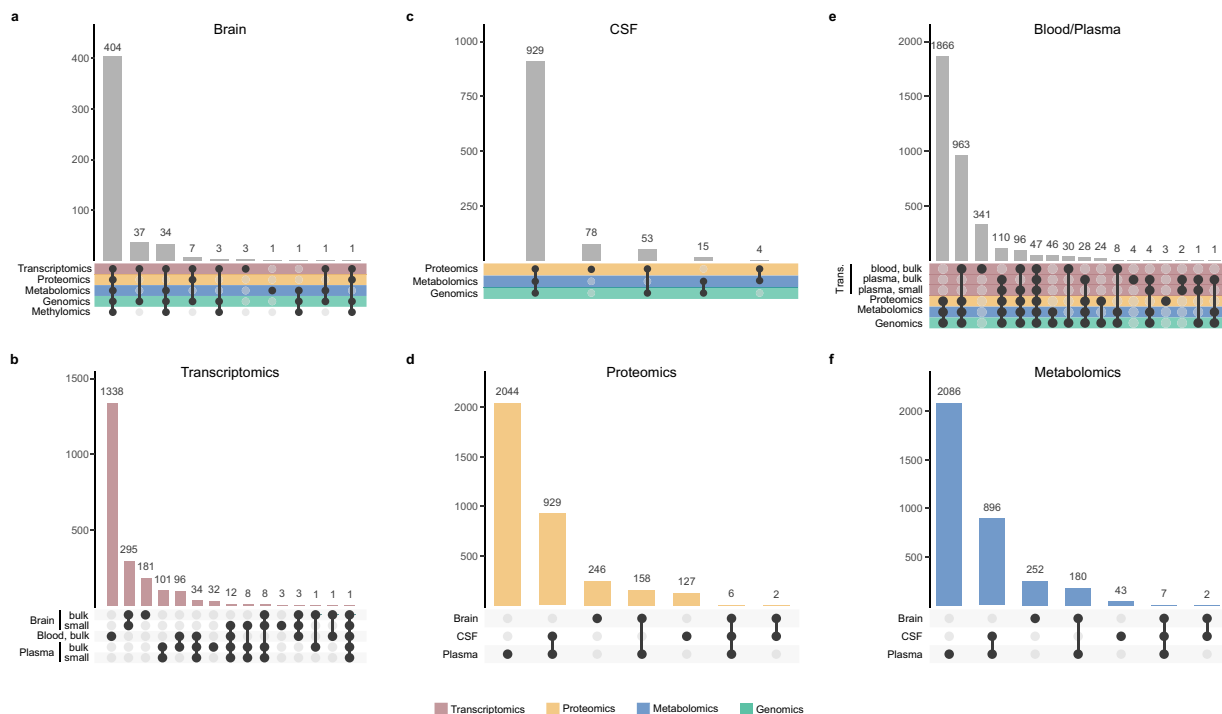 a
Brain
404
400
300
200
100
37
34
7
3
3
1
1
1
1
Transcriptomics
Proteomics
Metabolomics
Genomics
Methylomics
b
Transcriptomics
1500
1338
1000
500
295
181
101
96
34
32
12
8
8
3
3
1
1
1
Brain
bulk
small
Blood, bulk
Plasma
bulk
small
c
CSF
1000
929
750
500
250
78
53
15
4
Proteomics
Metabolomics
Genomics
d
Proteomics
2044
2000
1500
1000
929
500
246
158
127
6
2
Brain
CSF
Plasma
e
Blood/Plasma
2000
1866
1500
1000
963
500
341
110
96
47
46
30
28
24
8
4
4
3
2
1
1
Trans.
blood, bulk
plasma, bulk
plasma, small
Proteomics
Metabolomics
Genomics
f
Metabolomics
2086
2000
1500
1000
896
500
252
180
43
7
2
Brain
CSF
Plasma
Transcriptomics
Proteomics
Metabolomics
Genomics